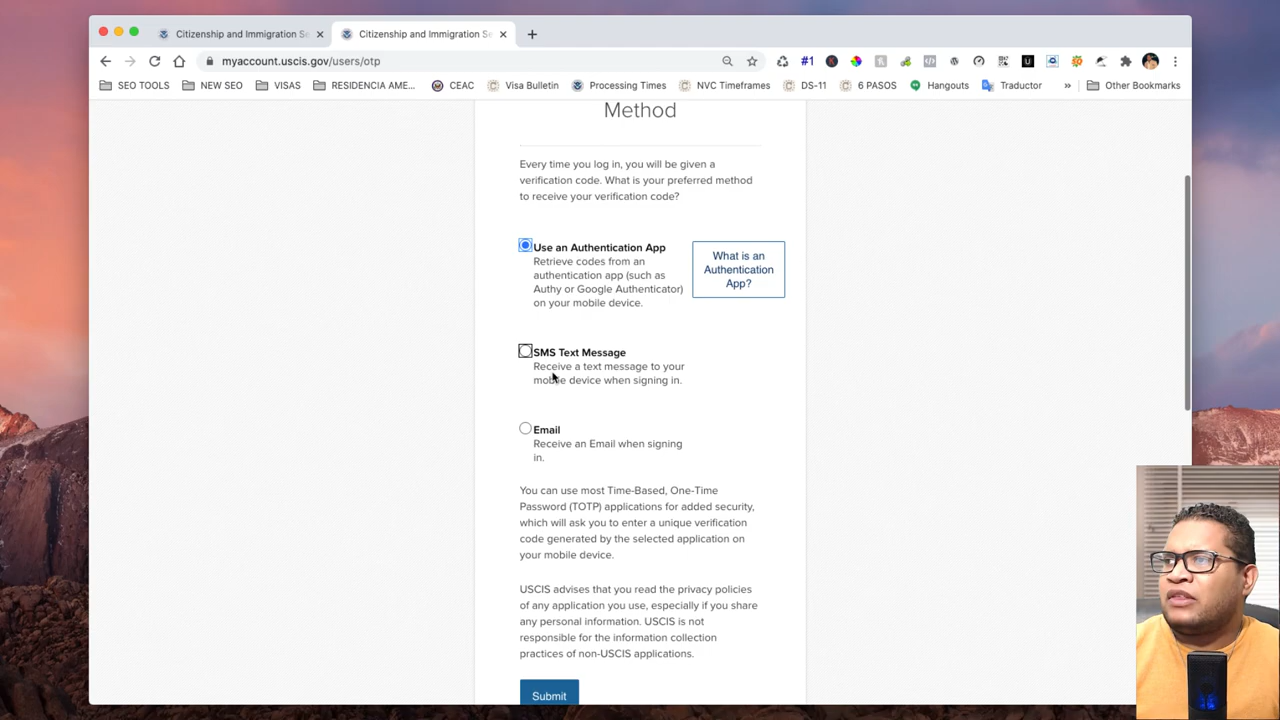 Citizenship and Immigration Se
Citizenship and Immigration Se
myaccount.uscis.gov/users/otp
#1
SEO TOOLS
NEW SEO
VISAS
RESIDENCIA AME...
CEAC
Visa Bulletin
Processing Times
NVC Timeframes
DS-11
6 PASOS
Hangouts
Traductor
»
Other Bookmarks
Method
Every time you log in, you will be given a
verification code. What is your preferred method
to receive your verification code?
Use an Authentication App
Retrieve codes from an
authentication app (such as
Authy or Google Authenticator)
on your mobile device.
What is an
Authentication
App?
SMS Text Message
Receive a text message to your
mobile device when signing in.
Email
Receive an Email when signing
in.
You can use most Time-Based, One-Time
Password (TOTP) applications for added security,
which will ask you to enter a unique verification
code generated by the selected application on
your mobile device.
USCIS advises that you read the privacy policies
of any application you use, especially if you share
any personal information. USCIS is not
responsible for the information collection
practices of non-USCIS applications.
Submit